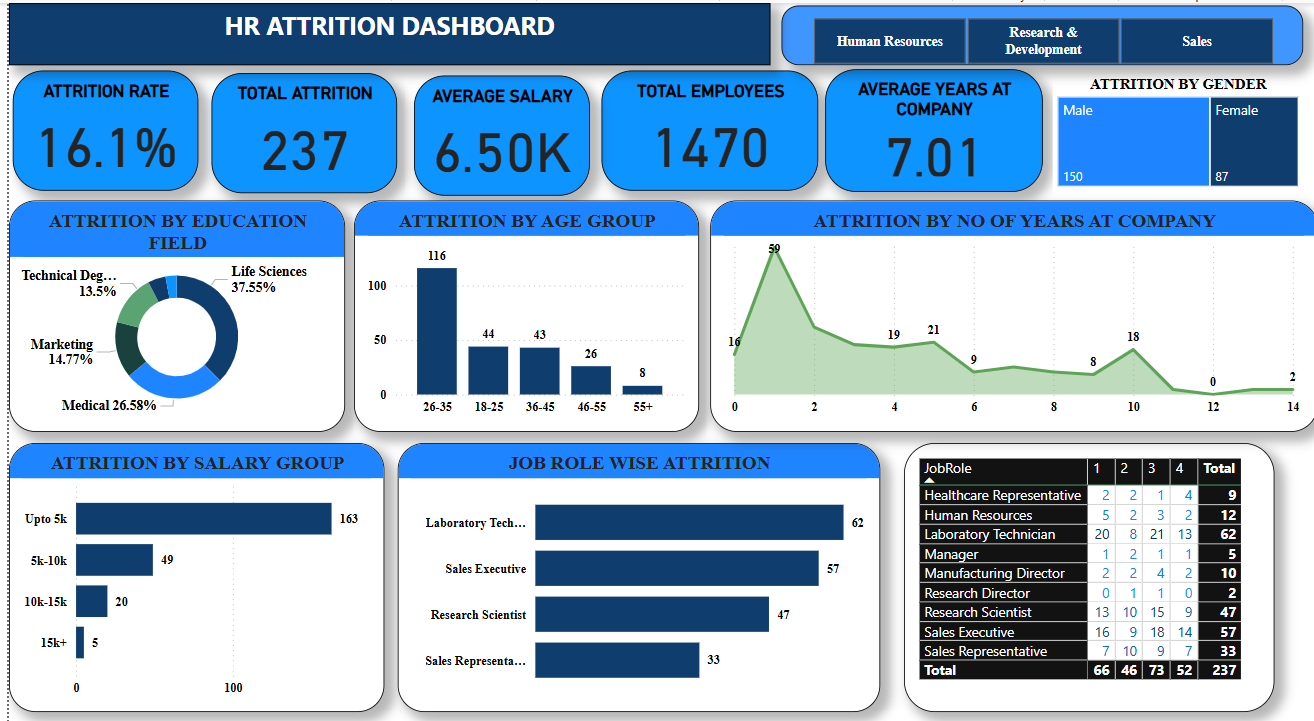 HR ATTRITION DASHBOARD
Human Resources
Research &
Development
Sales
ATTRITION RATE
16.1%
TOTAL ATTRITION
237
AVERAGE SALARY
6.50K
TOTAL EMPLOYEES
1470
AVERAGE YEARS AT
COMPANY
7.01
ATTRITION BY GENDER
Male
150
Female
87
ATTRITION BY EDUCATION
FIELD
Technical Deg...
13.5%
Life Sciences
37.55%
Marketing
14.77%
Medical 26.58%
ATTRITION BY AGE GROUP
100
50
0
116
44
43
26
8
26-35 18-25 36-45 46-55 55+
ATTRITION BY NO OF YEARS AT COMPANY
16
59
19
21
9
8
18
0
2
0 2 4 6 8 10 12 14
ATTRITION BY SALARY GROUP
Upto 5k 163
5k-10k 49
10k-15k 20
15k+ 5
0 100
JOB ROLE WISE ATTRITION
Laboratory Tech... 62
Sales Executive 57
Research Scientist 47
Sales Representa... 33
JobRole 1 2 3 4 Total
Healthcare Representative 2 2 1 4 9
Human Resources 5 2 3 2 12
Laboratory Technician 20 8 21 13 62
Manager 1 2 1 1 5
Manufacturing Director 2 2 4 2 10
Research Director 0 1 1 0 2
Research Scientist 13 10 15 9 47
Sales Executive 16 9 18 14 57
Sales Representative 7 10 9 7 33
Total 66 46 73 52 237